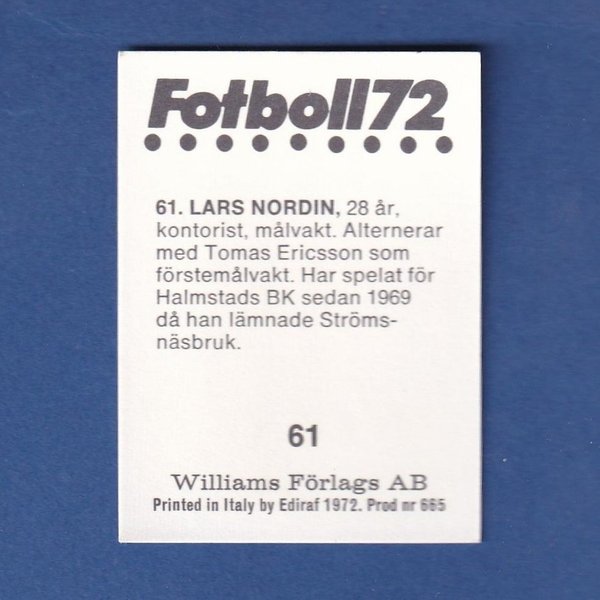 Fotboll72
61. LARS NORDIN, 28 år,
kontorist, målvakt. Alternerar
med Tomas Ericsson som
förstemålvakt. Har spelat för
Halmstads BK sedan 1969
då han lämnade Ströms-
näsbruk.
61
Williams Förlags AB
Printed in Italy by Ediraf 1972. Prod nr 665